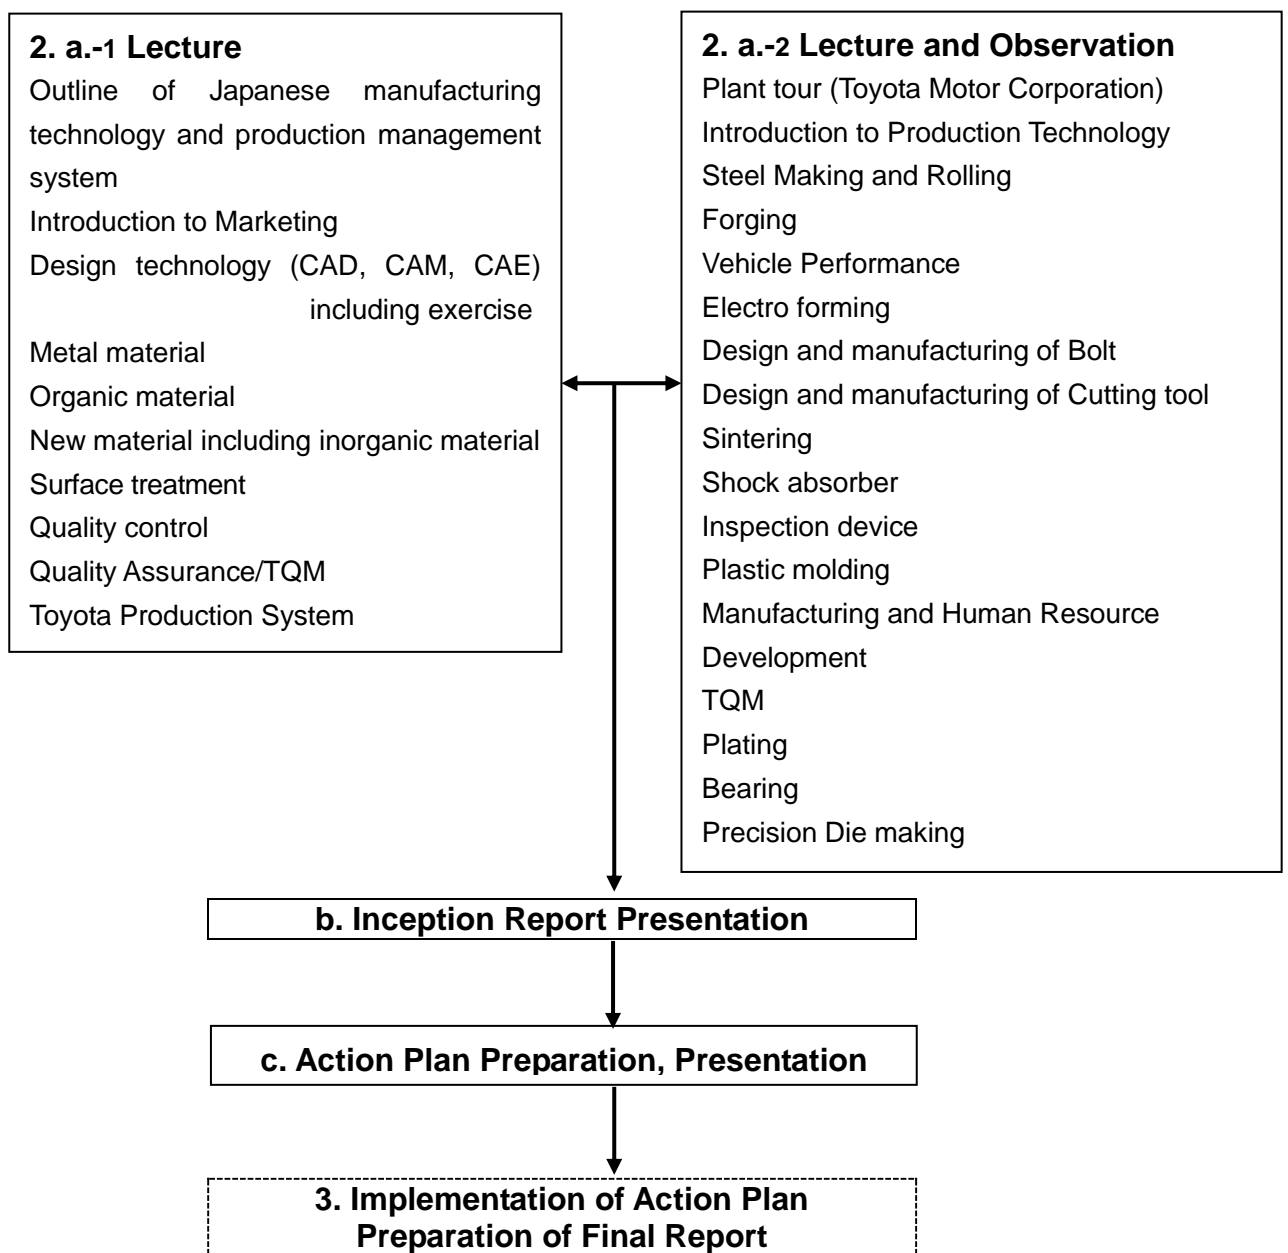 2. a.-1 Lecture
Outline of Japanese manufacturing
technology and production management
system
Introduction to Marketing
Design technology (CAD, CAM, CAE)
including exercise
Metal material
Organic material
New material including inorganic material
Surface treatment
Quality control
Quality Assurance/TQM
Toyota Production System
2. a.-2 Lecture and Observation
Plant tour (Toyota Motor Corporation)
Introduction to Production Technology
Steel Making and Rolling
Forging
Vehicle Performance
Electro forming
Design and manufacturing of Bolt
Design and manufacturing of Cutting tool
Sintering
Shock absorber
Inspection device
Plastic molding
Manufacturing and Human Resource
Development
TQM
Plating
Bearing
Precision Die making
b. Inception Report Presentation
c. Action Plan Preparation, Presentation
3. Implementation of Action Plan
Preparation of Final Report